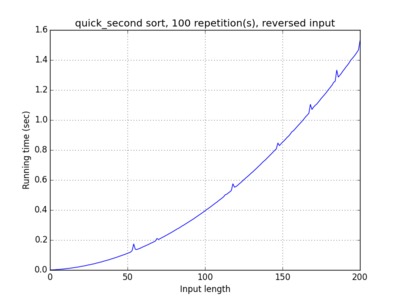 quick_second sort, 100 repetition(s), reversed input
1.6
1.4
1.2
1.0
0.8
0.6
0.4
0.2
0.0
Running time (sec)
0 50 100 150 200
Input length